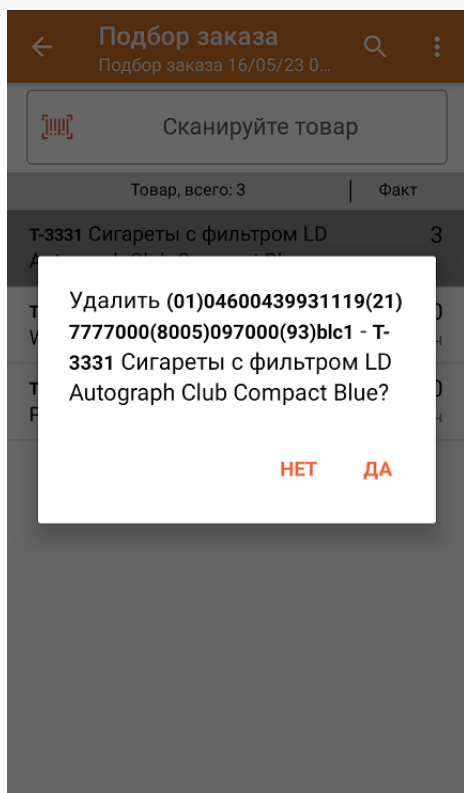 Подбор заказа
Подбор заказа 16/05/23 0...
Сканируйте товар
Товар, всего: 3 Факт
Т-3331 Сигареты с фильтром LD 3
Удалить (01)04600439931119(21)
7777000(8005)097000(93)blc1 - Т-
3331 Сигареты с фильтром LD
Autograph Club Compact Blue?
НЕТ ДА